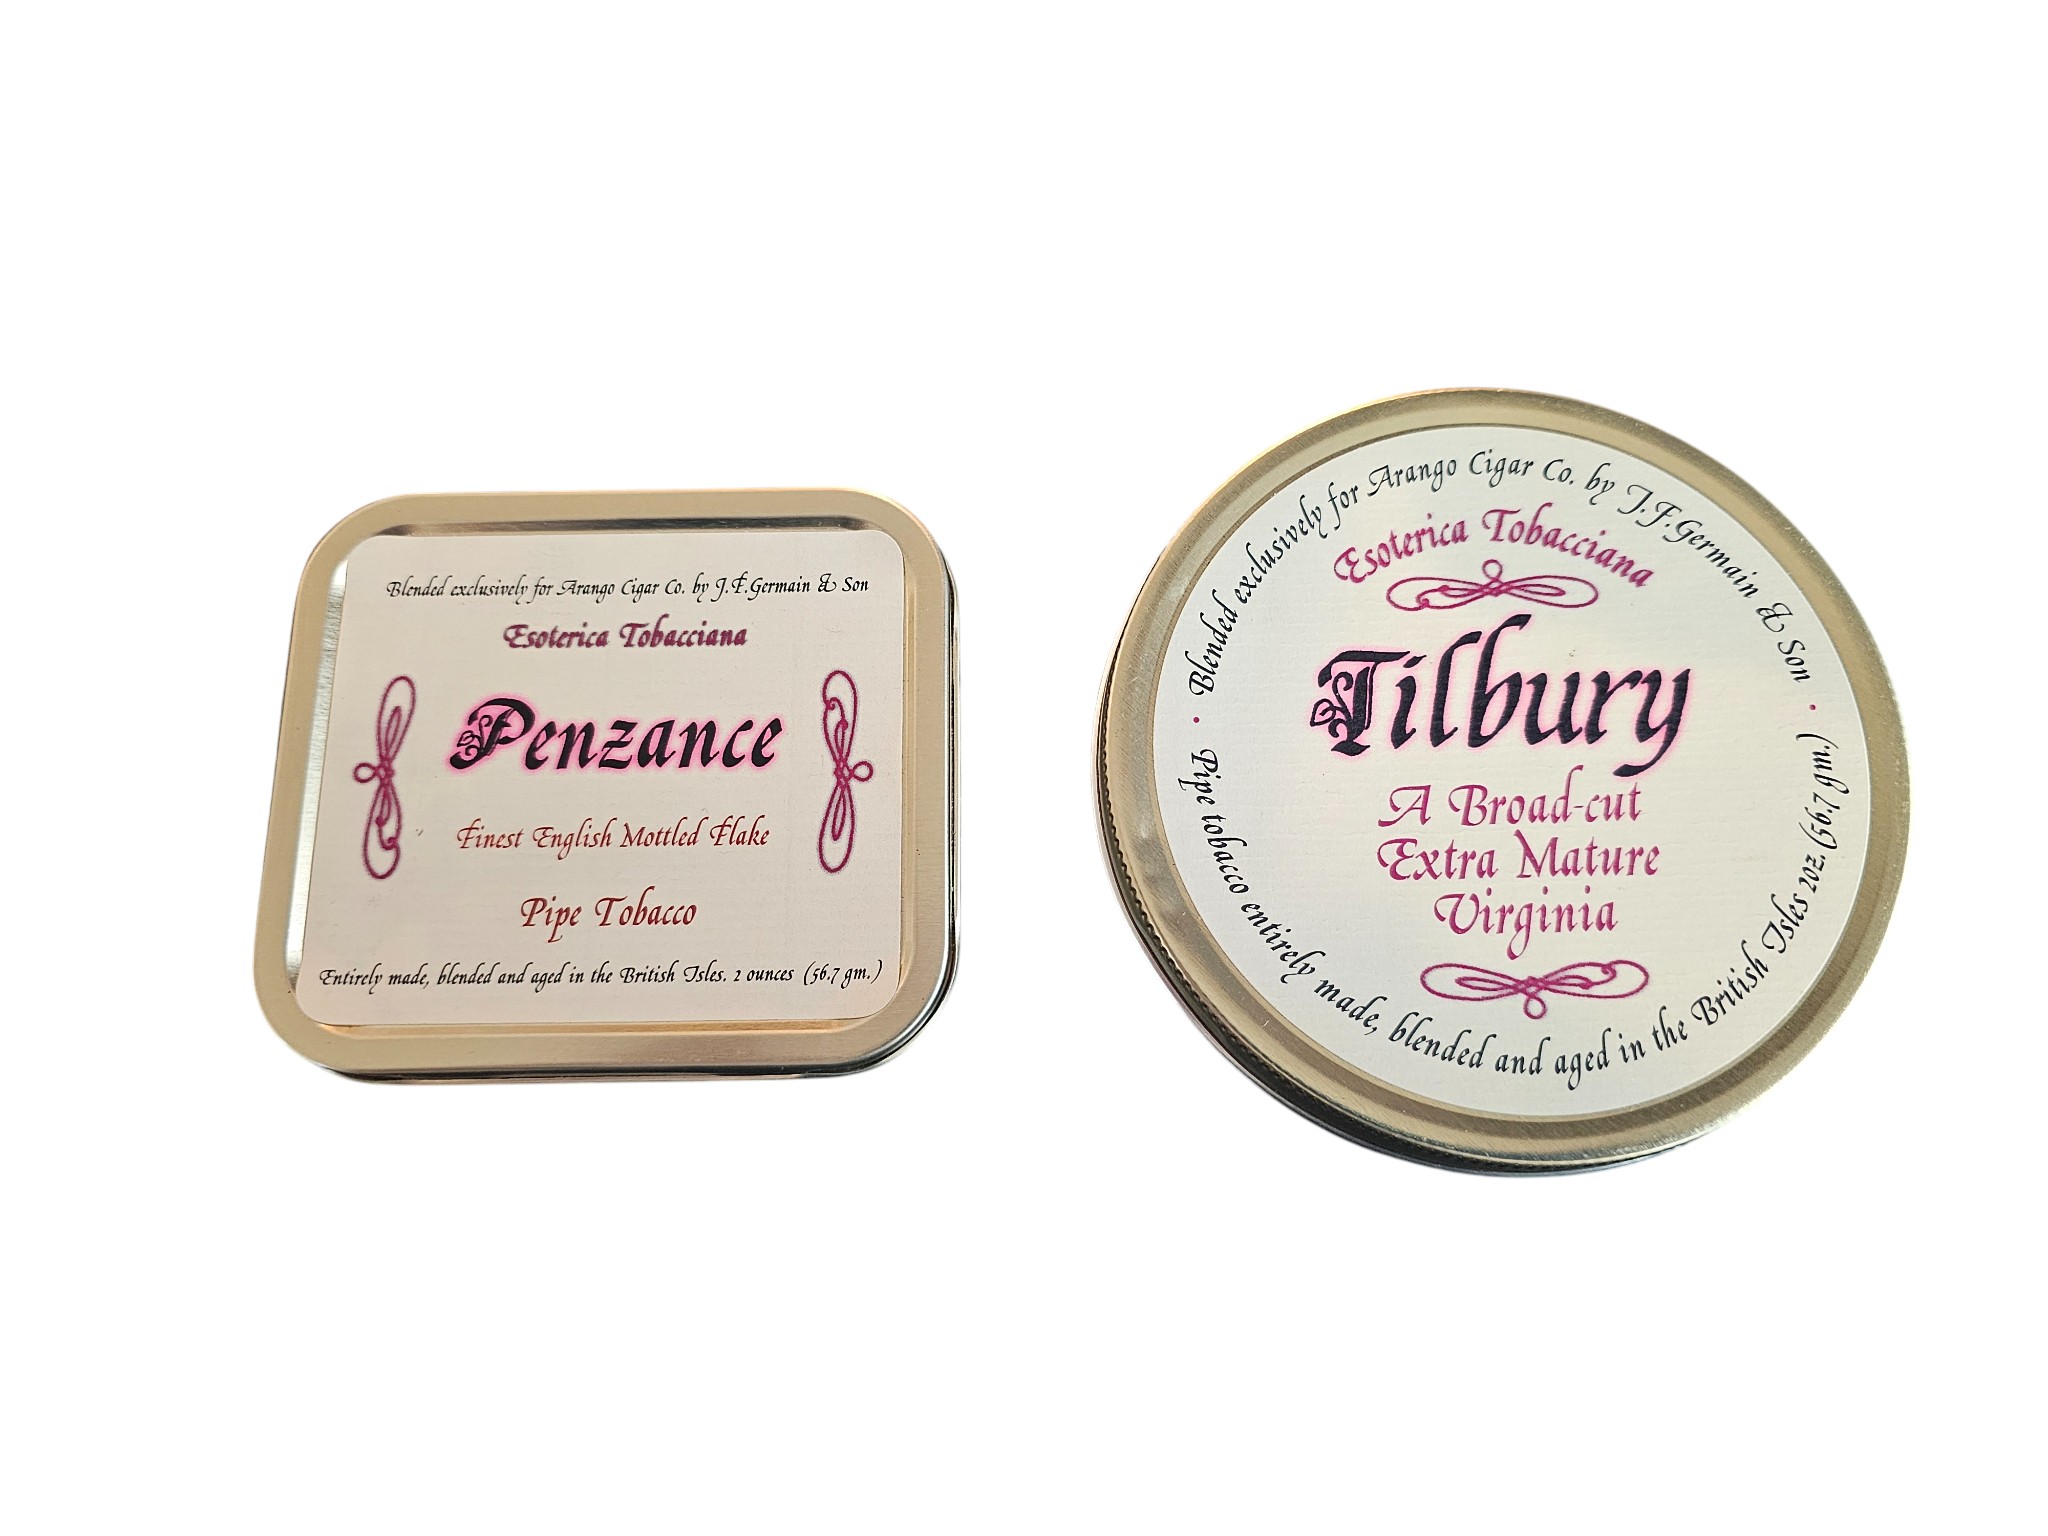 Blended exclusively for Arango Cigar Co. by J.F.Germain & Son
Esoterica Tobacciana
Penzance
Finest English Mottled Flake
Pipe Tobacco
Entirely made, blended and aged in the British Isles. 2 ounces (56.7 gm.)
• Blended exclusively for Arango Cigar Co. by J.F.Germain & Son •
Esoterica Tobacciana
Tilbury
A Broad-cut
Extra Mature
Virginia
Pipe tobacco entirely made, blended and aged in the British Isles 2oz.(56.7 gm.)